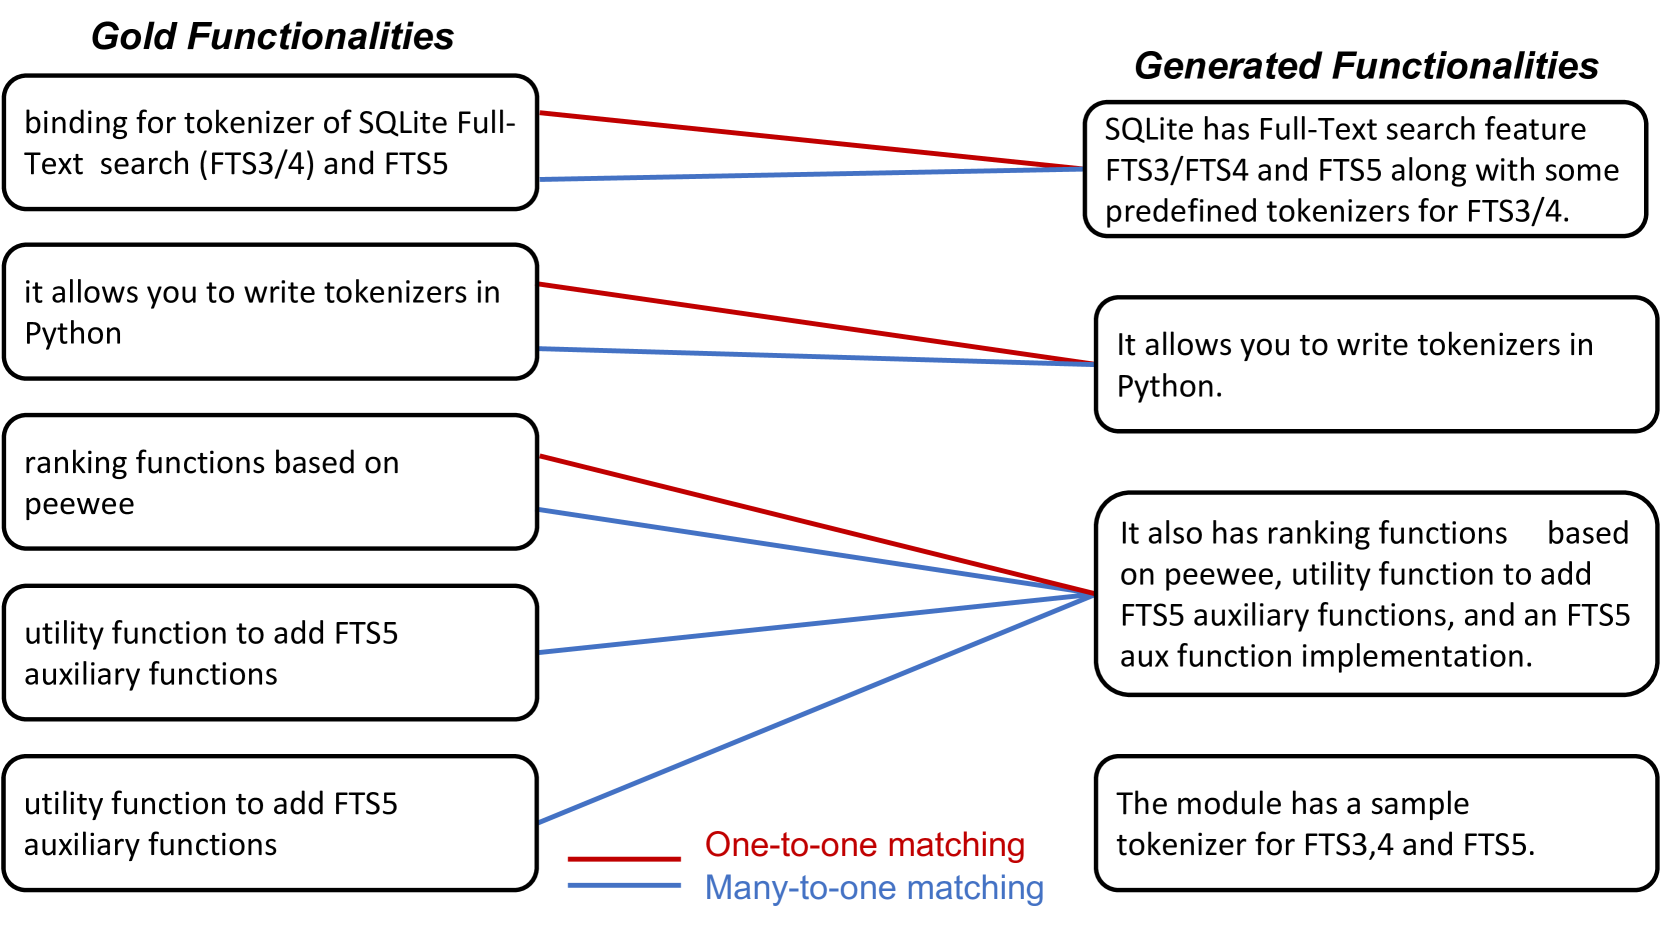 Gold Functionalities
binding for tokenizer of SQLite Full-
Text search (FTS3/4) and FTS5
it allows you to write tokenizers in
Python
ranking functions based on
peewee
utility function to add FTS5
auxiliary functions
utility function to add FTS5
auxiliary functions
Generated Functionalities
SQLite has Full-Text search feature
FTS3/FTS4 and FTS5 along with some
predefined tokenizers for FTS3/4.
It allows you to write tokenizers in
Python.
It also has ranking functions based
on peewee, utility function to add
FTS5 auxiliary functions, and an FTS5
aux function implementation.
The module has a sample
tokenizer for FTS3,4 and FTS5.
One-to-one matching
Many-to-one matching